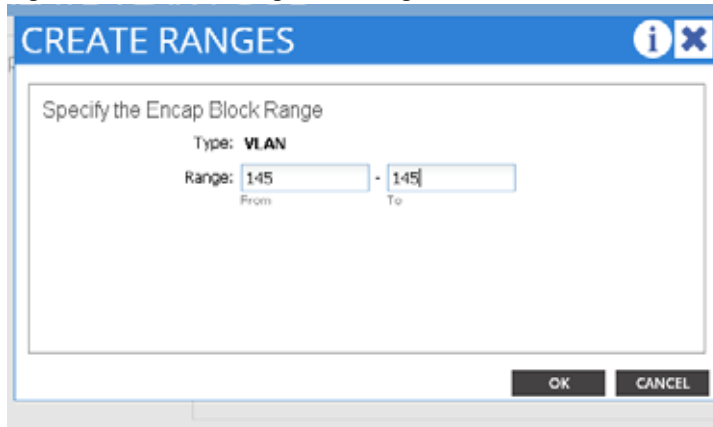 CREATE RANGES
Specify the Encap Block Range
Type: VLAN
Range: 145 - 145
From To
OK CANCEL